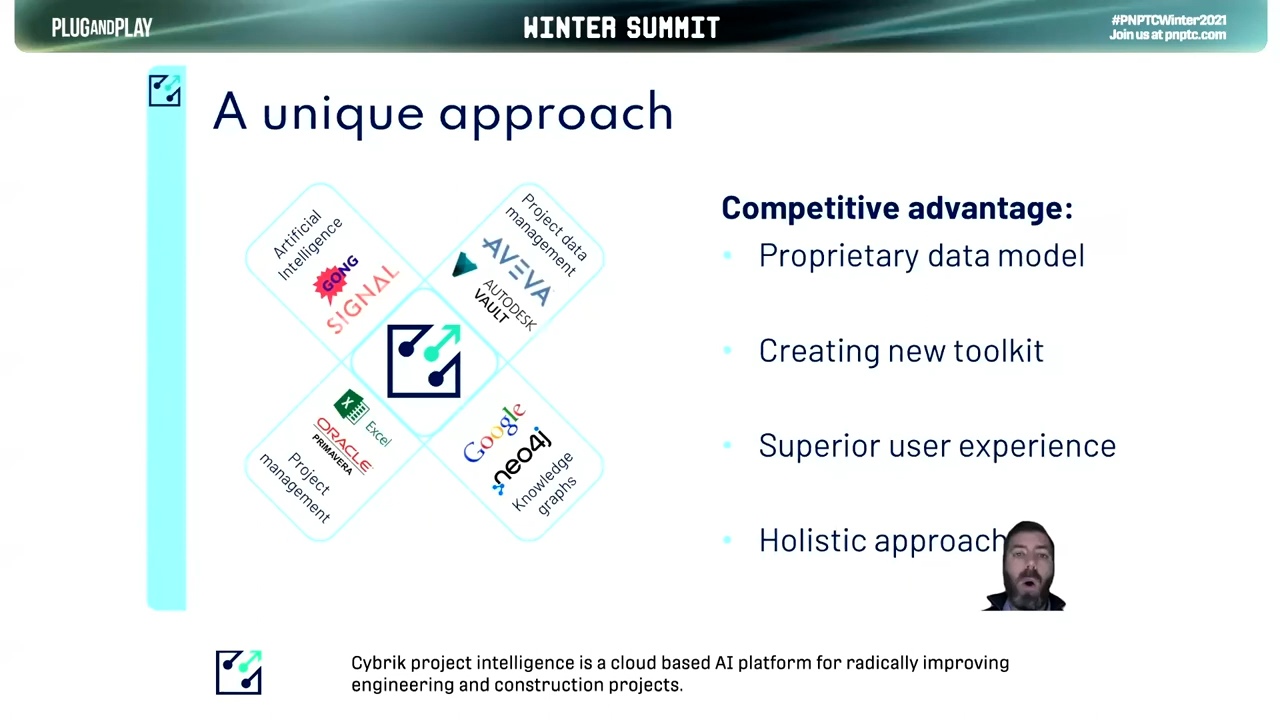 PLUGANDPLAY
WINTER SUMMIT
#PNPTCWinter2021
Join us at pnptc.com
A unique approach
Artificial
Intelligence
GONG
SIGNAL
Project data
management
AVEVA
AUTODESK
VAULT
Excel
ORACLE
PRIMAVERA
Project
management
Google
neo4j
Knowledge
graphs
Competitive advantage:
• Proprietary data model
• Creating new toolkit
• Superior user experience
• Holistic approach
Cybrik project intelligence is a cloud based AI platform for radically improving
engineering and construction projects.